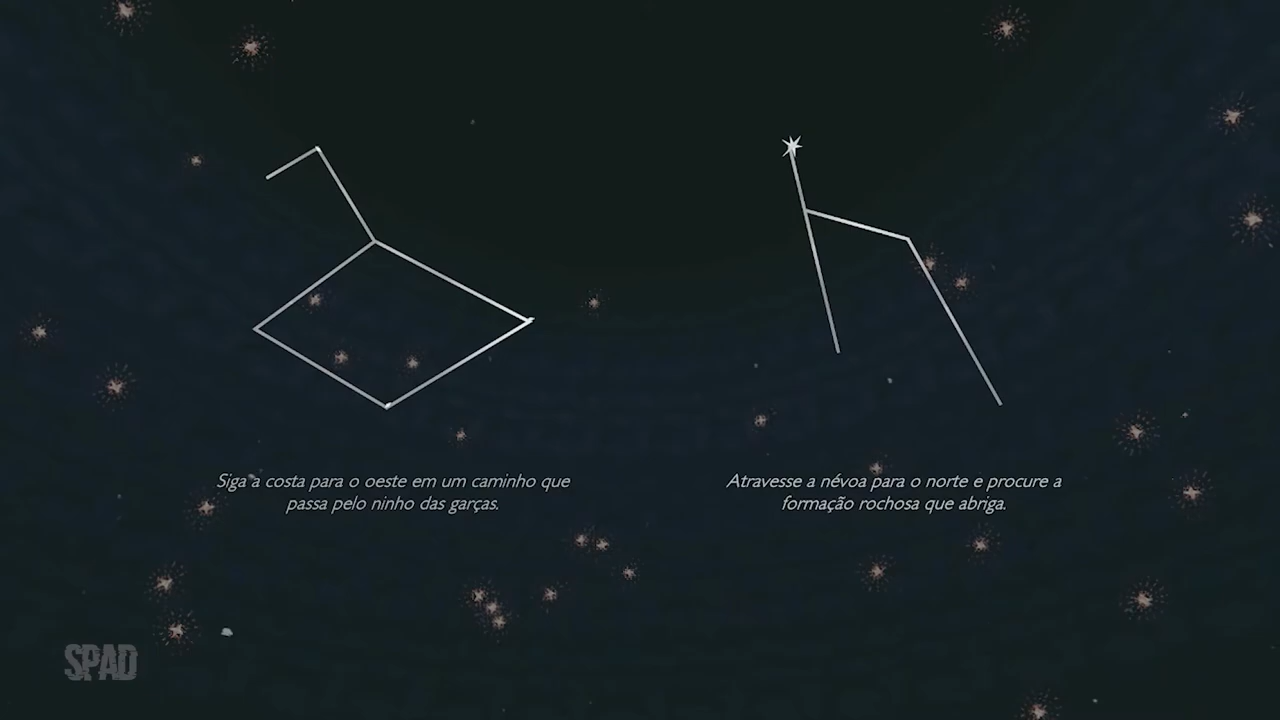 Siga a costa para o oeste em um caminho que
passa pelo ninho das garças.
Atravesse a névoa para o norte e procure a
formação rochosa que abriga.
SPAD